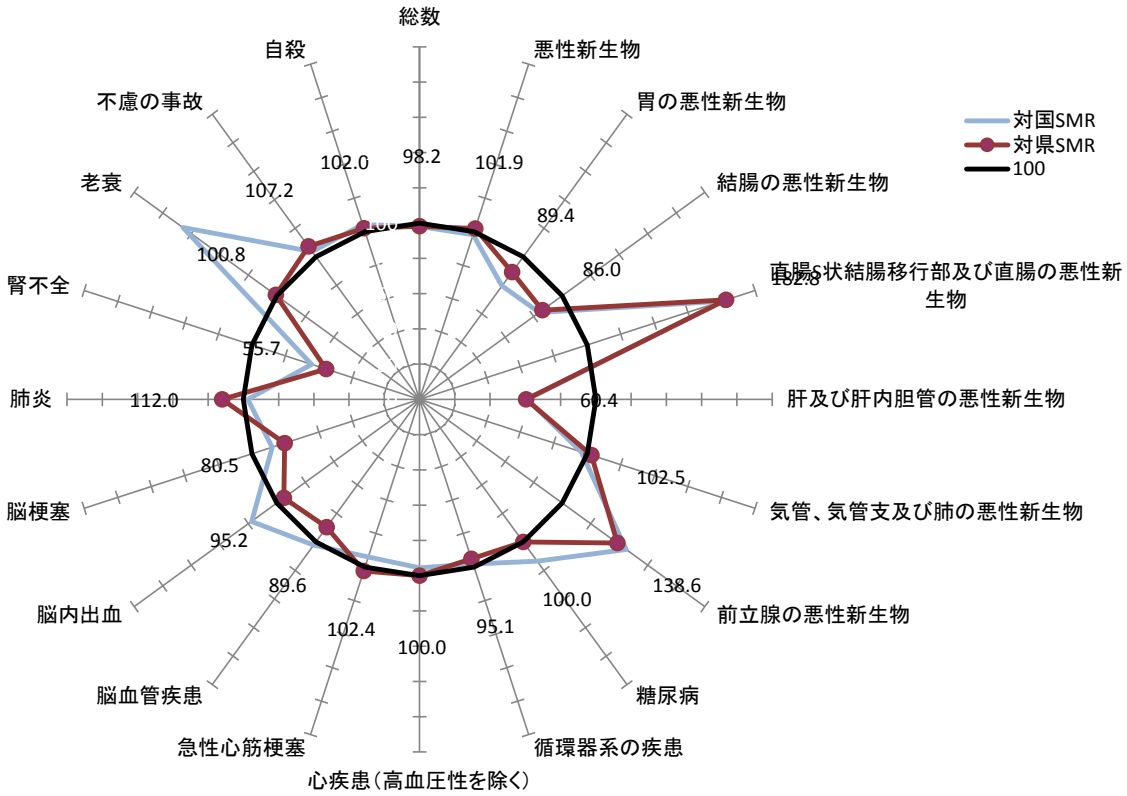 総数
自殺
悪性新生物
不慮の事故
胃の悪性新生物
対国SMR
対県SMR
100
102.0
98.2
101.9
老衰
107.2
結腸の悪性新生物
89.4
100
100.8
86.0
腎不全
直腸S状結腸移行部及び直腸の悪性新
生物
182.8
55.7
肺炎
112.0
60.4
肝及び肝内胆管の悪性新生物
80.5
102.5
脳梗塞
気管、気管支及び肺の悪性新生物
95.2
138.6
脳内出血
89.6
100.0
前立腺の悪性新生物
102.4
95.1
100.0
脳血管疾患
糖尿病
急性心筋梗塞
循環器系の疾患
心疾患(高血圧性を除く)